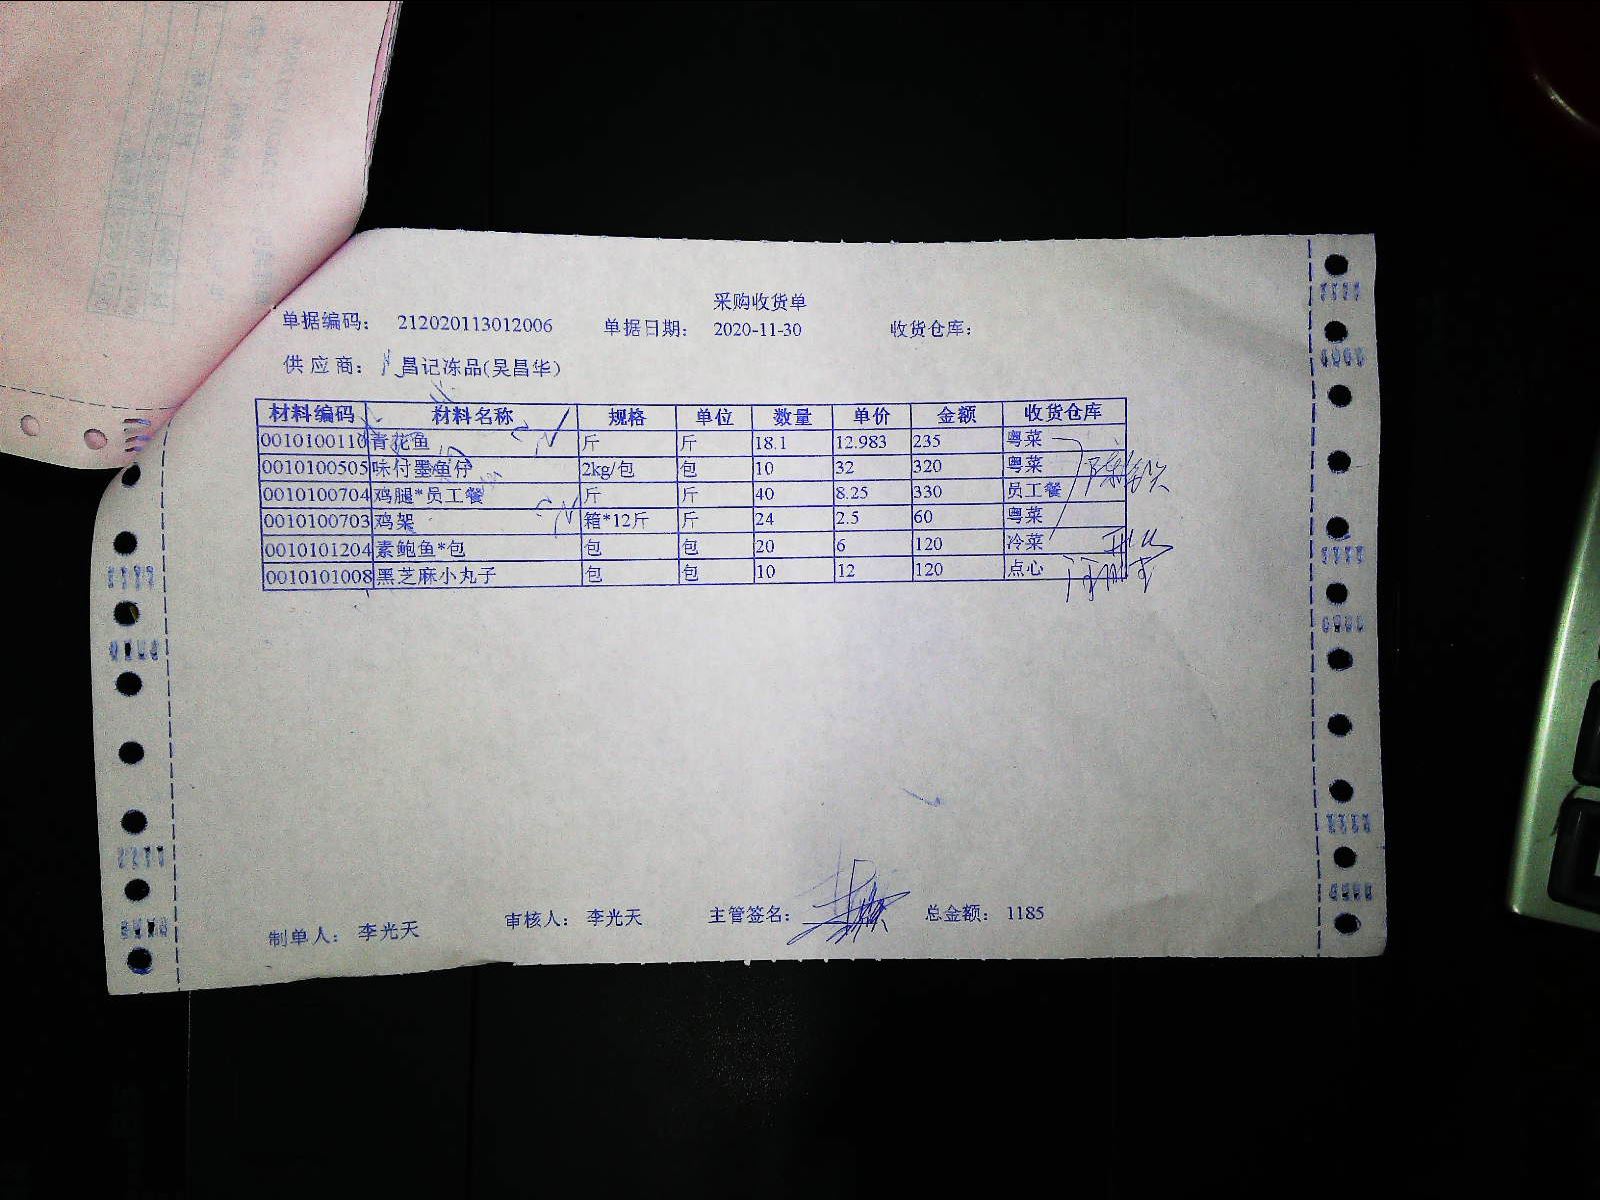 采购收货单
单据编码: 212020113012006 单据日期: 2020-11-30 收货仓库:
供应商: 昌记冻品(吴昌华)
材料编码 材料名称 规格 单位 数量 单价 金额 收货仓库
0010100110 青花鱼 斤 斤 18.1 12.983 235 粤菜
0010100505 味付墨鱼仔 2kg/包 包 10 32 320 粤菜
0010100704 鸡腿*员工餐 斤 斤 40 8.25 330 员工餐
0010100703 鸡架 箱*12斤 斤 24 2.5 60 粤菜
0010101204 素鲍鱼*包 包 包 20 6 120 冷菜
0010101008 黑芝麻小丸子 包 包 10 12 120 点心
制单人: 李光天 审核人: 李光天 主管签名: 总金额: 1185